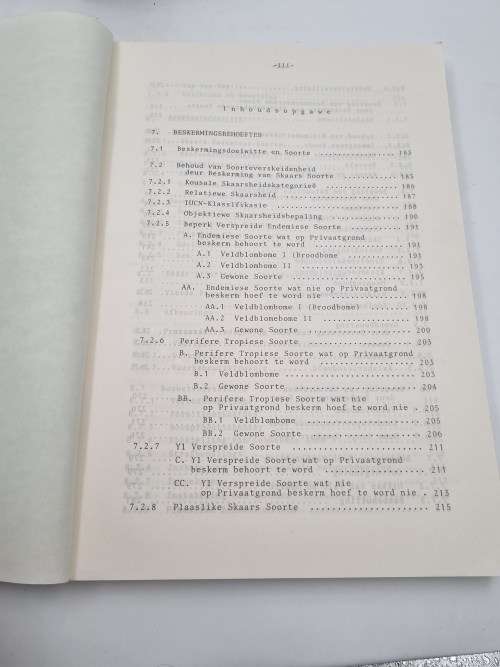 -iii-
Inhoudsopgawe
7. BESKERMINGSBEHOEFTES
7.1 Beskermingsdoelwitte en Soorte ................ 183
7.2 Behoud van Soorteverskeidenheid
deur Beskerming van Skaars Soorte ............ 185
7.2.1 Kousale Skaarsheidskategorieë ................ 186
7.2.2 Relatiewe Skaarsheid ........................ 187
7.2.3 IUCN-Klassifikasie .......................... 188
7.2.4 Objektiewe Skaarsheidsbepaling .............. 190
7.2.5 Beperk Verspreide Endemiese Soorte .......... 191
A. Endemiese Soorte wat op Privaatgrond
beskerm behoort te word .................. 191
A.1 Veldblombome I (Broodbome) ............ 191
A.2 Veldblombome II ....................... 193
A.3 Gewone Soorte ......................... 195
AA. Endemiese Soorte wat nie op Privaatgrond
beskerm hoef te word nie ................ 198
AA.1 Veldblombome I (Broodbome) .......... 198
AA.2 Veldblomebome II .................... 198
AA.3 Gewone Soorte ....................... 200
7.2.6 Perifere Tropiese Soorte .................... 203
B. Perifere Tropiese Soorte wat op Privaatgrond
beskerm behoort te word .................. 203
B.1 Veldblombome .......................... 203
B.2 Gewone Soorte ......................... 204
BB. Perifere Tropiese Soorte wat nie
op Privaatgrond beskerm hoef te word nie . 205
BB.1 Veldblombome ........................ 205
BB.2 Gewone Soorte ....................... 206
7.2.7 Yl Verspreide Soorte ........................ 211
C. Yl Verspreide Soorte wat op Privaatgrond
beskerm behoort te word .................. 211
CC. Yl Verspreide Soorte wat nie
op Privaatgrond beskerm hoef te word nie . 213
7.2.8 Plaaslike Skaars Soorte ..................... 215